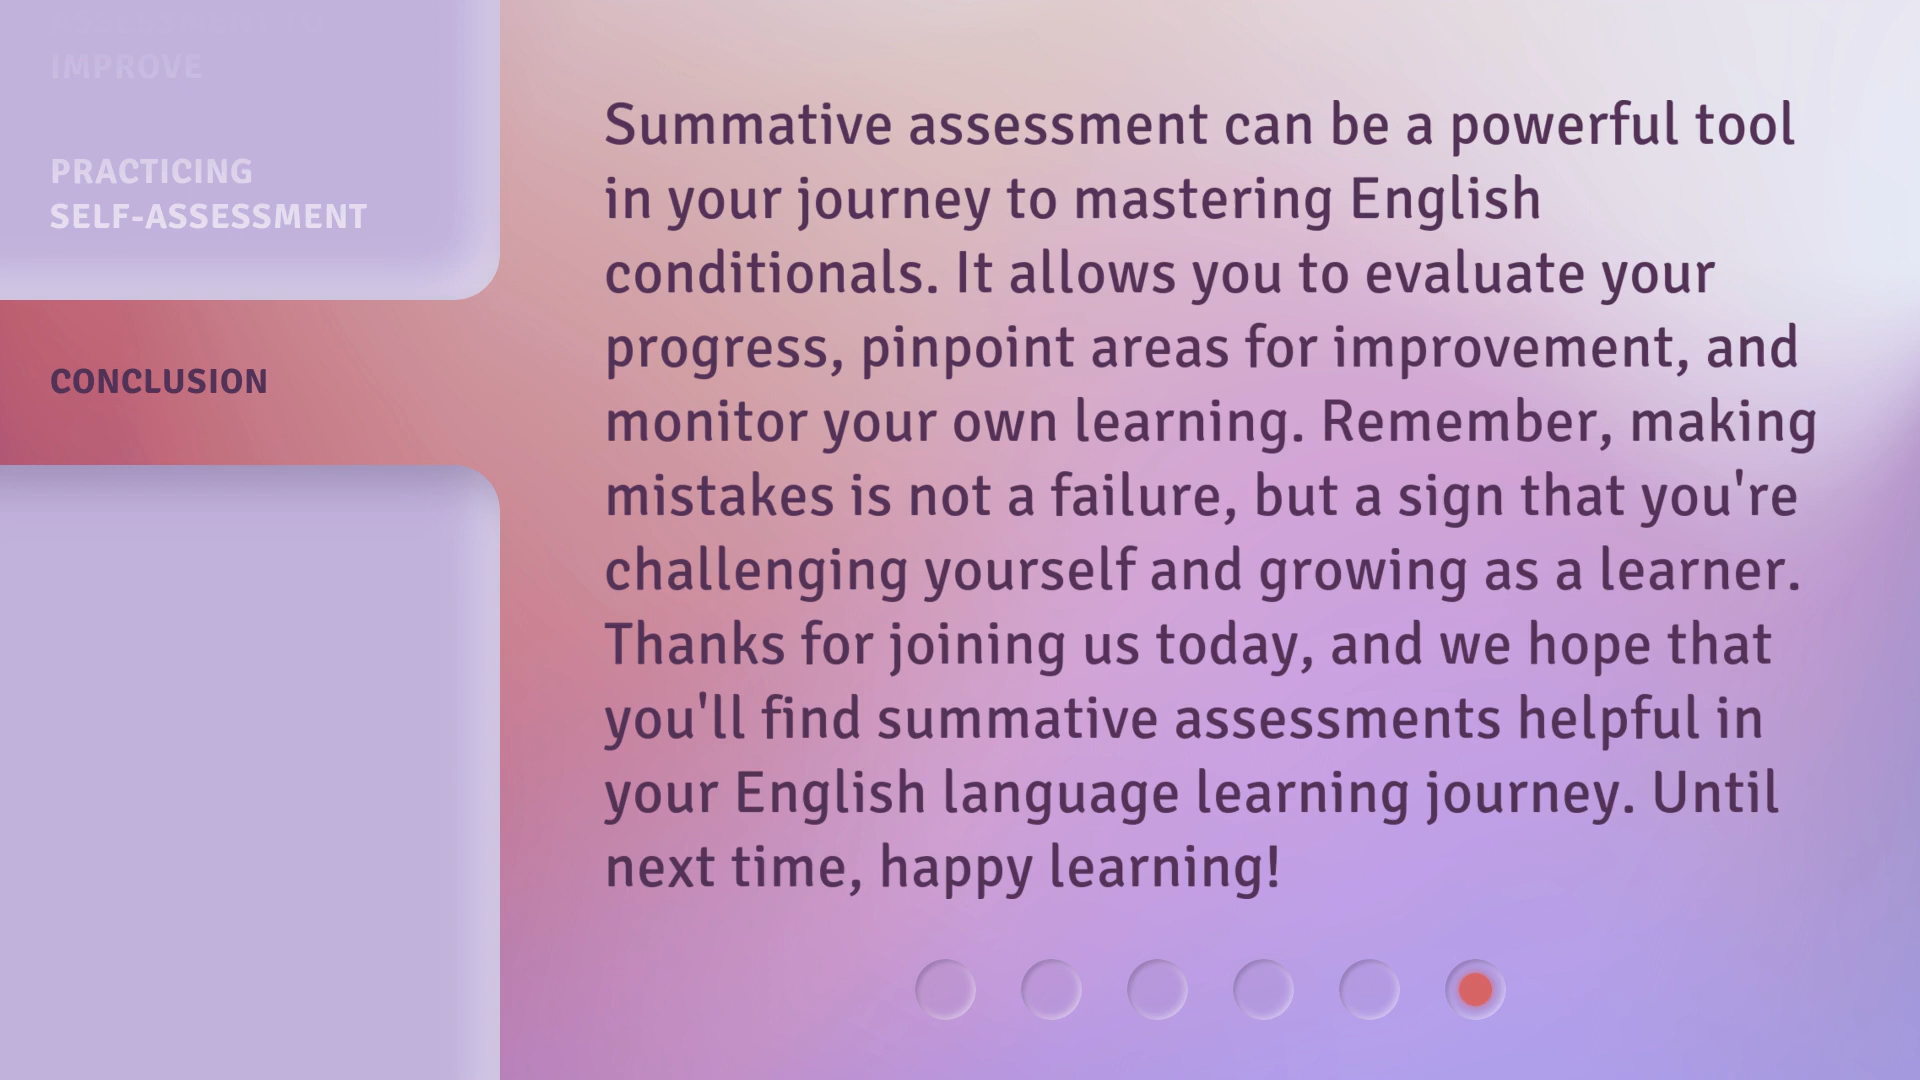 IMPROVE
PRACTICING
SELF-ASSESSMENT
CONCLUSION
Summative assessment can be a powerful tool
in your journey to mastering English
conditionals. It allows you to evaluate your
progress, pinpoint areas for improvement, and
monitor your own learning. Remember, making
mistakes is not a failure, but a sign that you're
challenging yourself and growing as a learner.
Thanks for joining us today, and we hope that
you'll find summative assessments helpful in
your English language learning journey. Until
next time, happy learning!